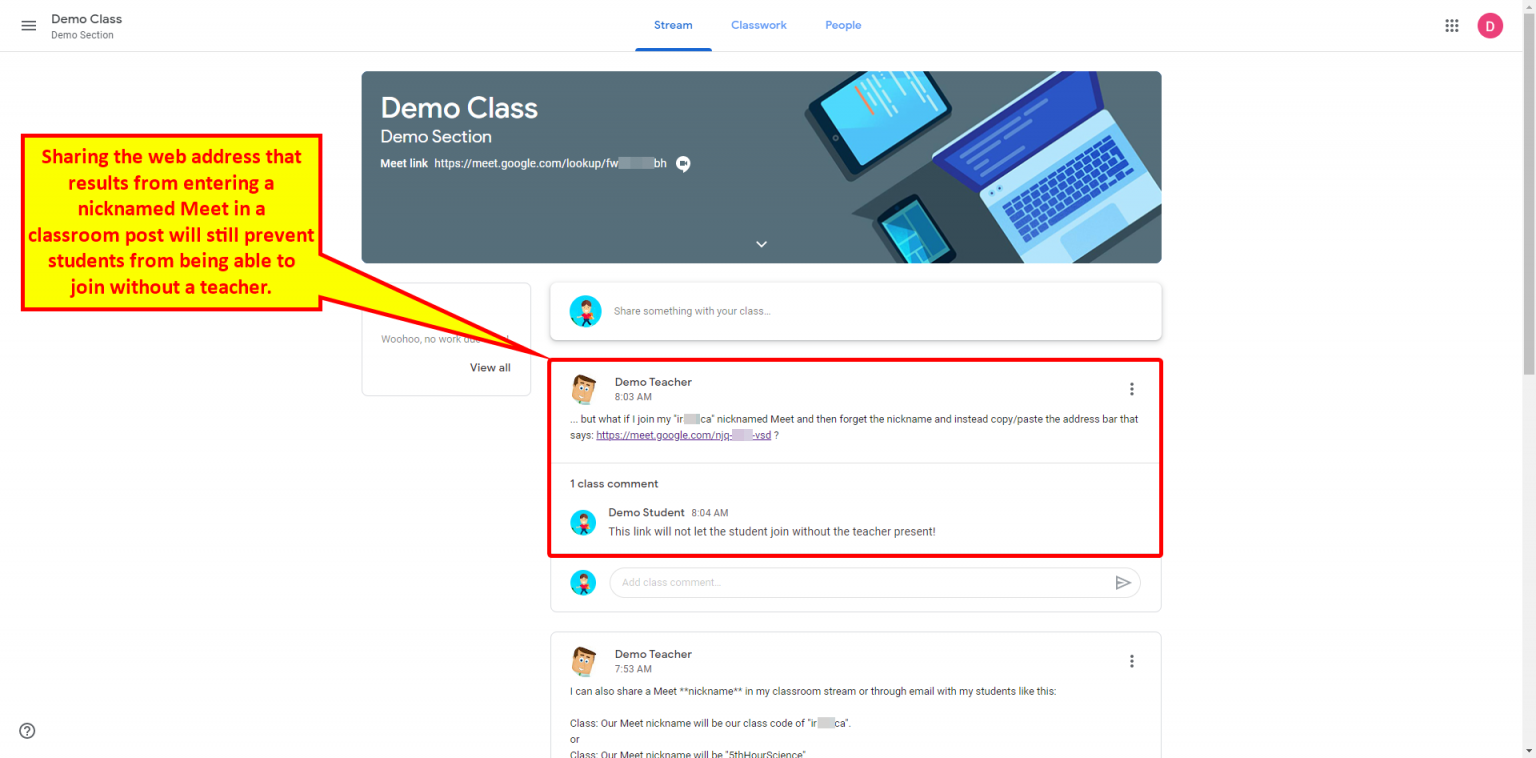 Demo Class
Demo Section
Stream Classwork People
D
Demo Class
Demo Section
Meet link https://meet.google.com/lookup/fw bh
Sharing the web address that
results from entering a
nicknamed Meet in a
classroom post will still prevent
students from being able to
join without a teacher.
Share something with your class...
Woohoo, no work
View all
Demo Teacher
8:03 AM
... but what if I join my "ir ca" nicknamed Meet and then forget the nickname and instead copy/paste the address bar that
says: https://meet.google.com/njq- -vsd ?
1 class comment
Demo Student 8:04 AM
This link will not let the student join without the teacher present!
Add class comment...
Demo Teacher
7:53 AM
I can also share a Meet **nickname** in my classroom stream or through email with my students like this:
Class: Our Meet nickname will be our class code of "ir ca".
or
Class: Our Meet nickname will be "5thHourScience"